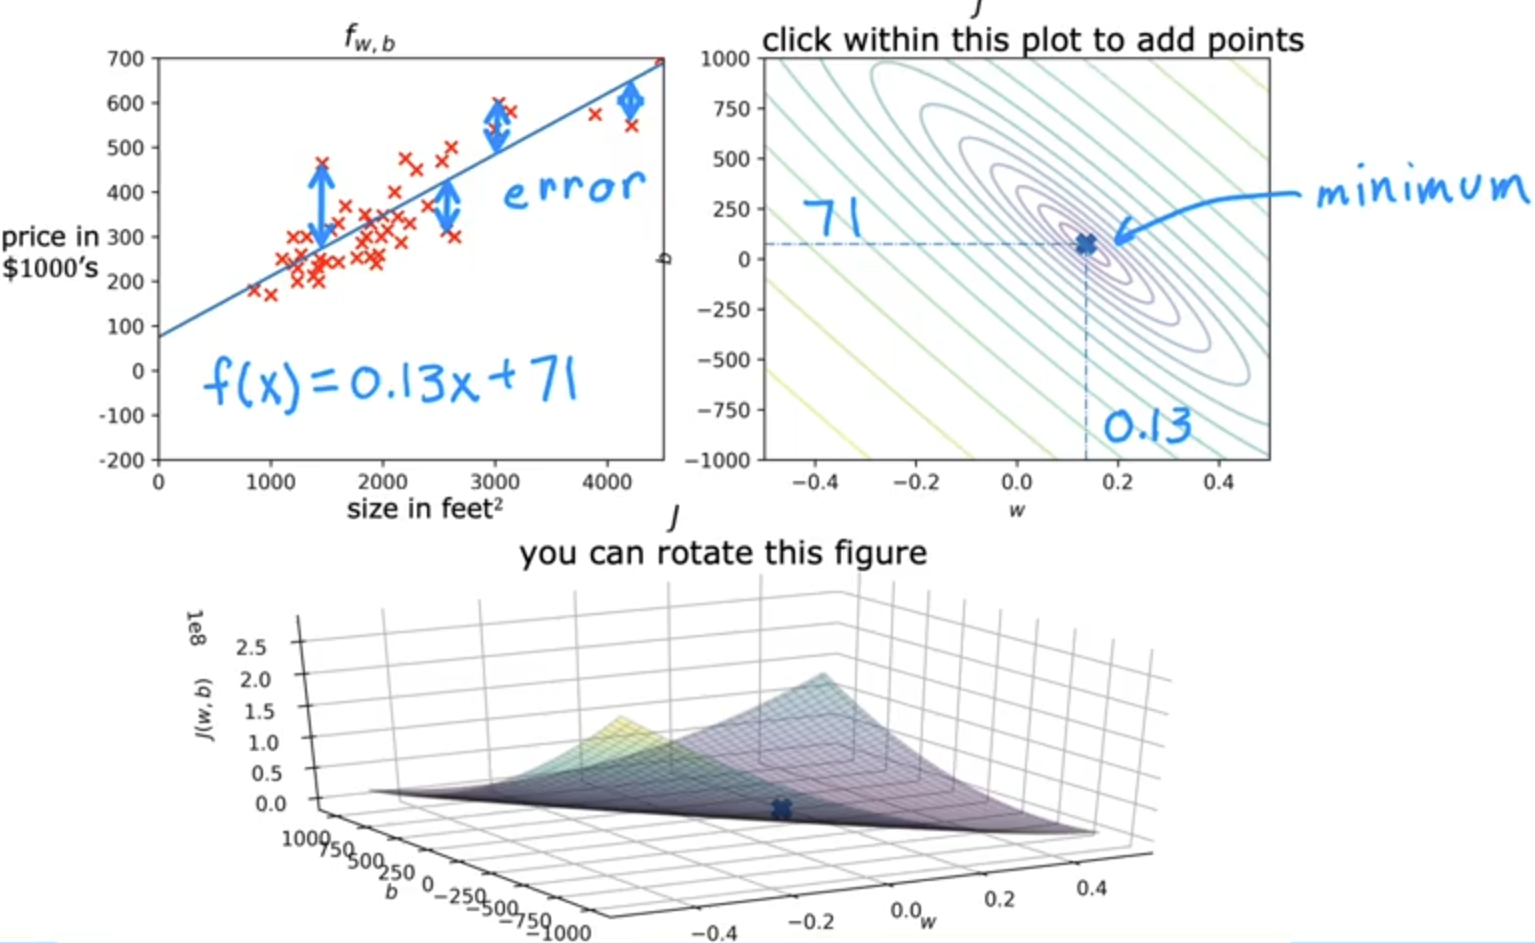 J
f_{w,b}
click within this plot to add points
700
600
500
400
300
200
100
0
-100
-200
price in
$1000's
error
f(x)=0.13x+71
0 1000 2000 3000 4000
size in feet²
1000
750
500
250
0
−250
−500
−750
−1000
b
71
minimum
0.13
−0.4 −0.2 0.0 0.2 0.4
w
J
you can rotate this figure
1e8
J(w, b)
2.5
2.0
1.5
1.0
0.5
0.0
1000
750
500
250
0
−250
−500
−750
−1000
b
−0.4 −0.2 0.0 0.2 0.4
w